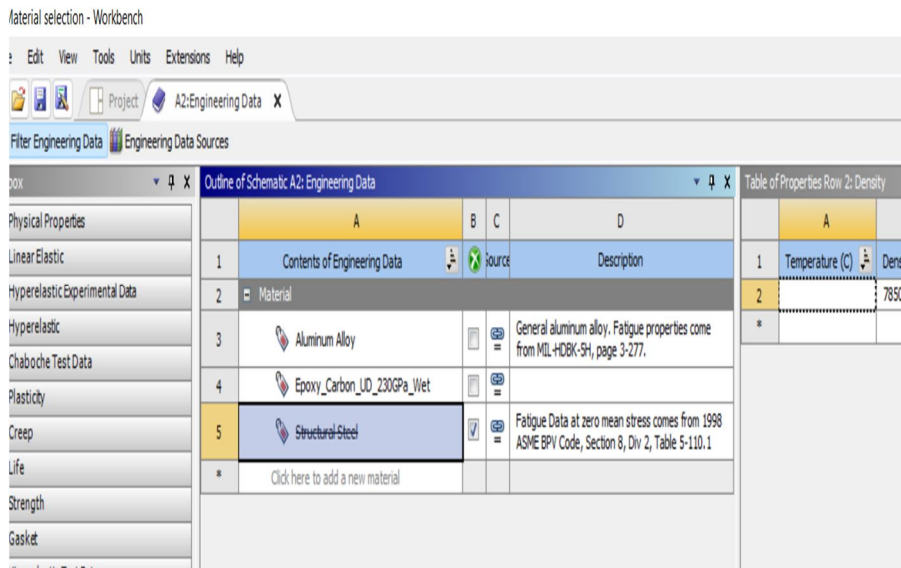 Material selection - Workbench
Edit View Tools Units Extensions Help
Project A2:Engineering Data X
Filter Engineering Data Engineering Data Sources
Outline of Schematic A2: Engineering Data
Table of Properties Row 2: Density
A B C D
A
Physical Properties
Linear Elastic
Hyperelastic Experimental Data
Hyperelastic
Chaboche Test Data
Plasticity
Creep
Life
Strength
Gasket
1 Contents of Engineering Data Source Description
2 Material
3 Aluminum Alloy
General aluminum alloy. Fatigue properties come
from MIL-HDBK-5H, page 3-277.
4 Epoxy_Carbon_UD_230GPa_Wet
5 Structural Steel
Fatigue Data at zero mean stress comes from 1998
ASME BPV Code, Section 8, Div 2, Table 5-110.1
* Click here to add a new material
1 Temperature (C)
2 7850
*